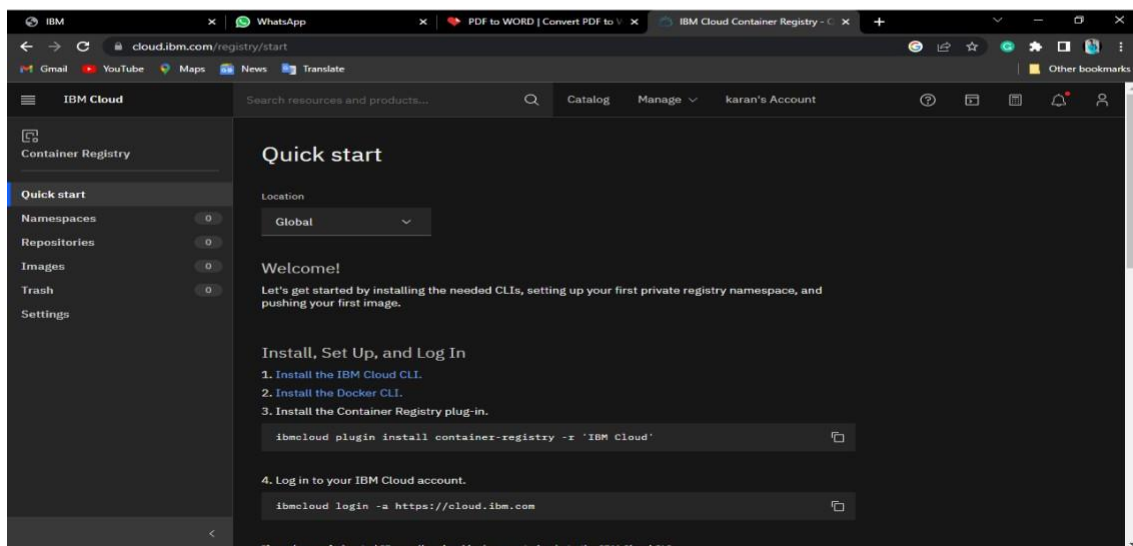 IBM
WhatsApp
PDF to WORD | Convert PDF to
IBM Cloud Container Registry - C
cloud.ibm.com/registry/start
Gmail YouTube Maps News Translate Other bookmarks
IBM Cloud Search resources and products... Catalog Manage karan's Account
Container Registry
Quick start
Namespaces 0
Repositories 0
Images 0
Trash 0
Settings
Quick start
Location
Global
Welcome!
Let's get started by installing the needed CLIs, setting up your first private registry namespace, and
pushing your first image.
Install, Set Up, and Log In
1. Install the IBM Cloud CLI.
2. Install the Docker CLI.
3. Install the Container Registry plug-in.
ibmcloud plugin install container-registry -r 'IBM Cloud'
4. Log in to your IBM Cloud account.
ibmcloud login -a https://cloud.ibm.com